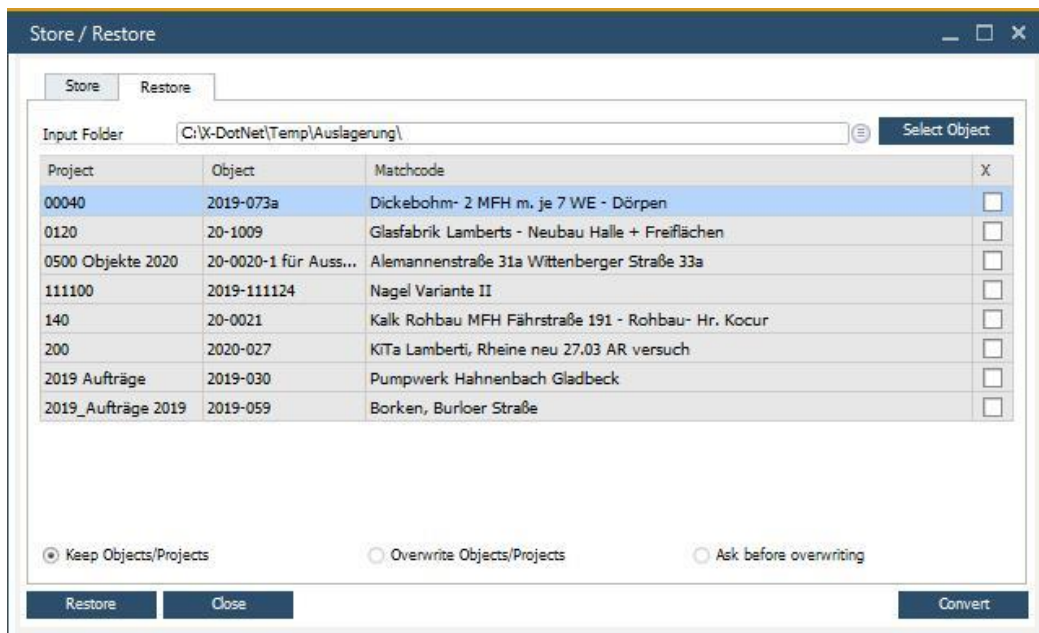 Store / Restore
Store Restore
Input Folder C:\X-DotNet\Temp\Auslagerung\ Select Object
Project Object Matchcode X
00040 2019-073a Dickebohm- 2 MFH m. je 7 WE - Dörpen
0120 20-1009 Glasfabrik Lamberts - Neubau Halle + Freiflächen
0500 Objekte 2020 20-0020-1 für Auss... Alemannenstraße 31a Wittenberger Straße 33a
111100 2019-111124 Nagel Variante II
140 20-0021 Kalk Rohbau MFH Fährstraße 191 - Rohbau- Hr. Kocur
200 2020-027 KiTa Lamberti, Rheine neu 27.03 AR versuch
2019 Aufträge 2019-030 Pumpwerk Hahnenbach Gladbeck
2019_Aufträge 2019 2019-059 Borken, Burloer Straße
Keep Objects/Projects Overwrite Objects/Projects Ask before overwriting
Restore Close Convert